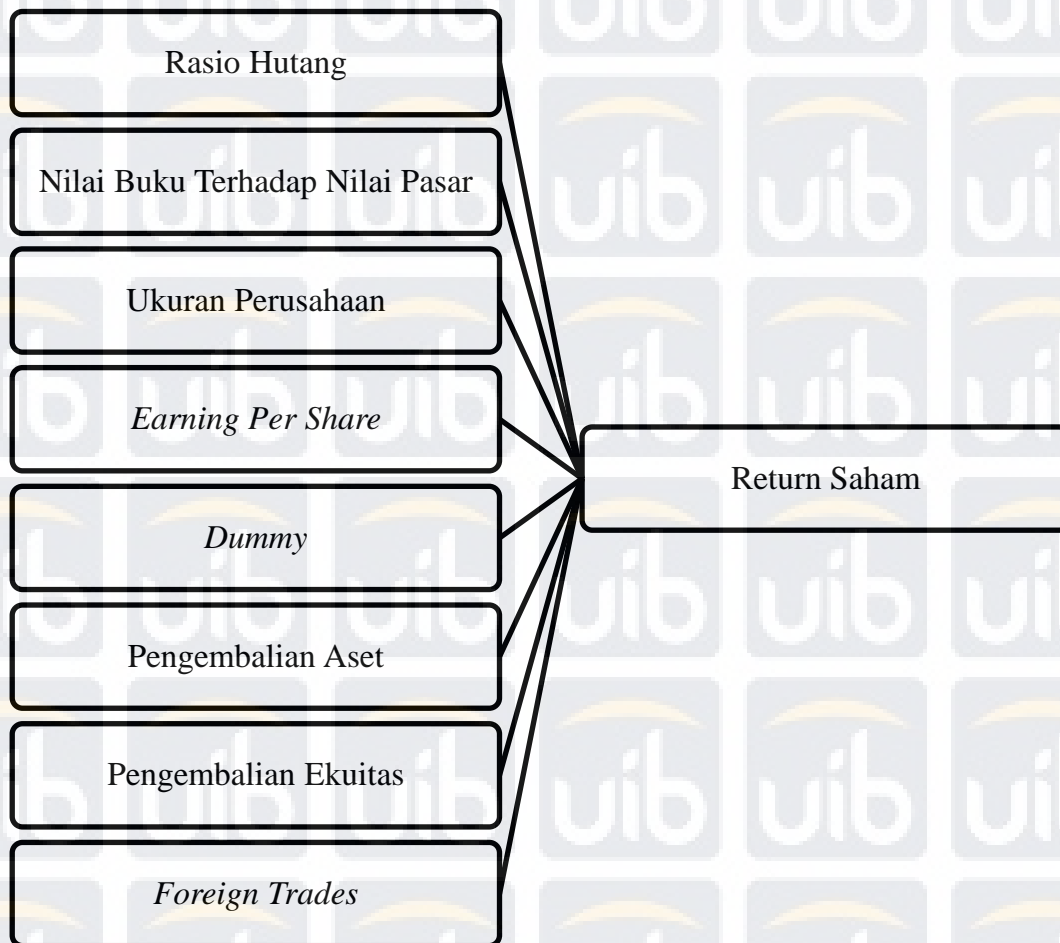 Rasio Hutang
Nilai Buku Terhadap Nilai Pasar
Ukuran Perusahaan
Earning Per Share
Dummy
Pengembalian Aset
Pengembalian Ekuitas
Foreign Trades
Return Saham